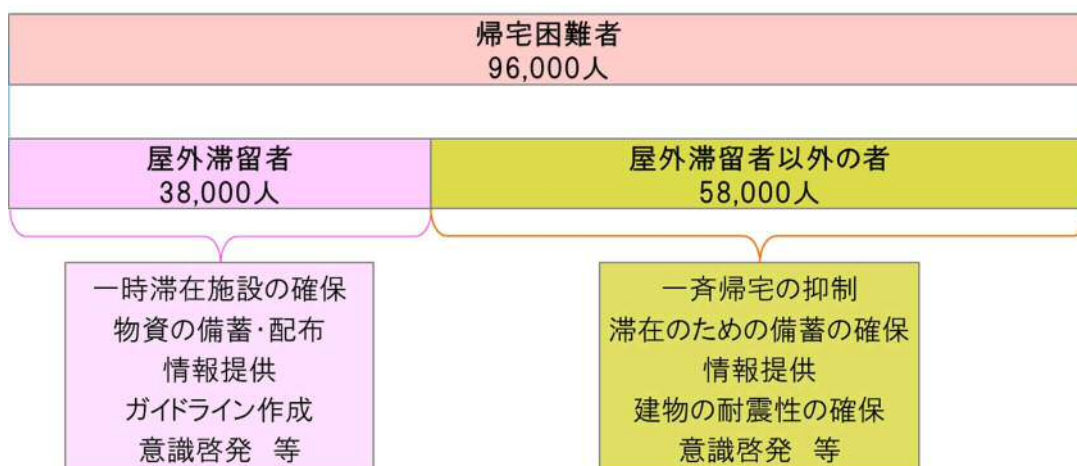 帰宅困難者
96,000人
屋外滞留者
38,000人
屋外滞留者以外の者
58,000人
一時滞在施設の確保
物資の備蓄・配布
情報提供
ガイドライン作成
意識啓発　等
一斉帰宅の抑制
滞在のための備蓄の確保
情報提供
建物の耐震性の確保
意識啓発　等